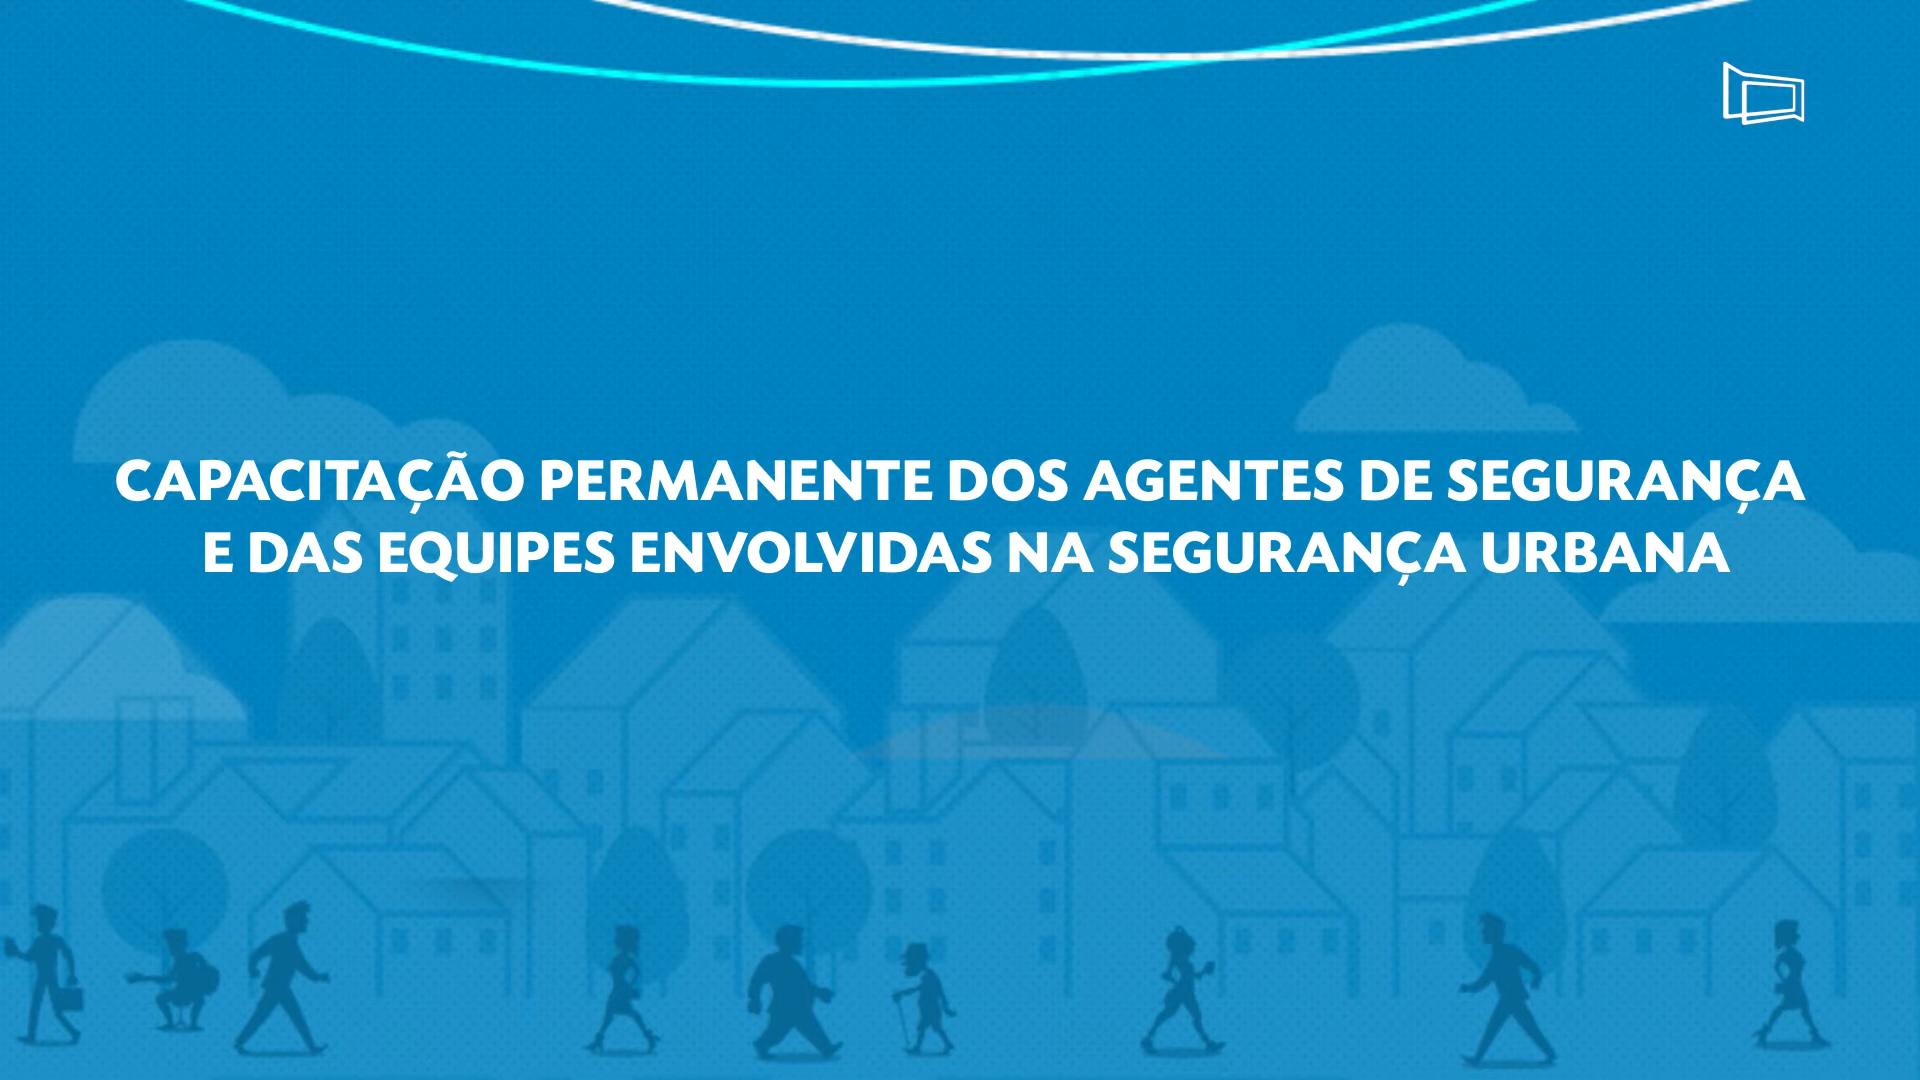 CAPACITAÇÃO PERMANENTE DOS AGENTES DE SEGURANÇA
E DAS EQUIPES ENVOLVIDAS NA SEGURANÇA URBANA